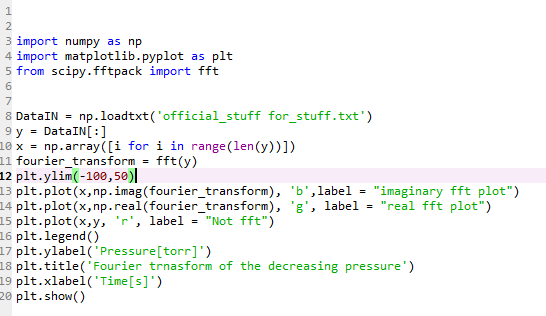 1
2
3 import numpy as np
4 import matplotlib.pyplot as plt
5 from scipy.fftpack import fft
6
7
8 DataIN = np.loadtxt('official_stuff for_stuff.txt')
9 y = DataIN[:]
10 x = np.array([i for i in range(len(y))])
11 fourier_transform = fft(y)
12 plt.ylim(-100,50)
13 plt.plot(x,np.imag(fourier_transform), 'b',label = "imaginary fft plot")
14 plt.plot(x,np.real(fourier_transform), 'g', label = "real fft plot")
15 plt.plot(x,y, 'r', label = "Not fft")
16 plt.legend()
17 plt.ylabel('Pressure[torr]')
18 plt.title('Fourier trnasform of the decreasing pressure')
19 plt.xlabel('Time[s]')
20 plt.show()